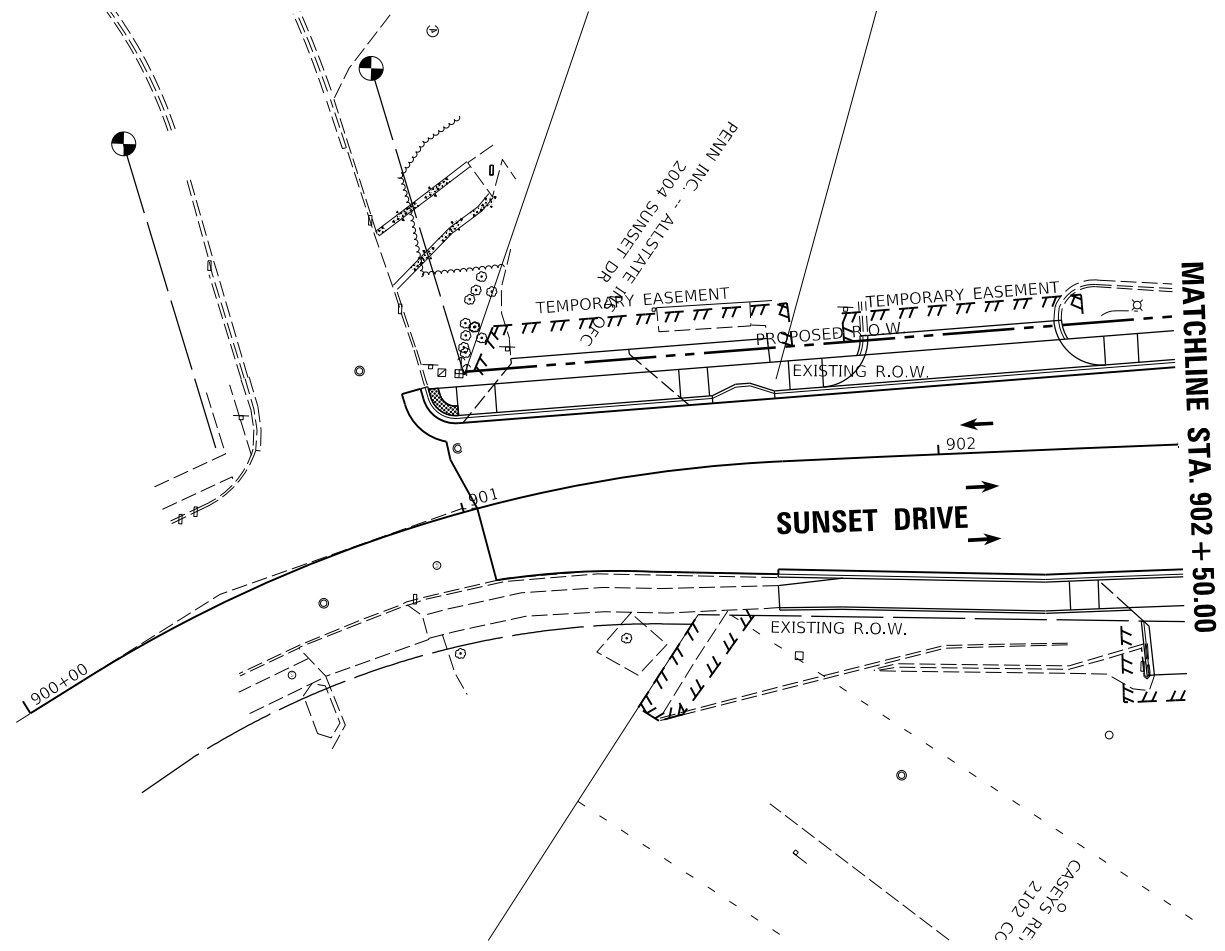 PENN INC. - ALLSTATE INS CO
2004 SUNSET DR
TEMPORARY EASEMENT
TEMPORARY EASEMENT
PROPOSED R.O.W.
EXISTING R.O.W.
MATCHLINE STA. 902+50.00
902
901
SUNSET DRIVE
EXISTING R.O.W.
900+00
P
CASEYS
2102